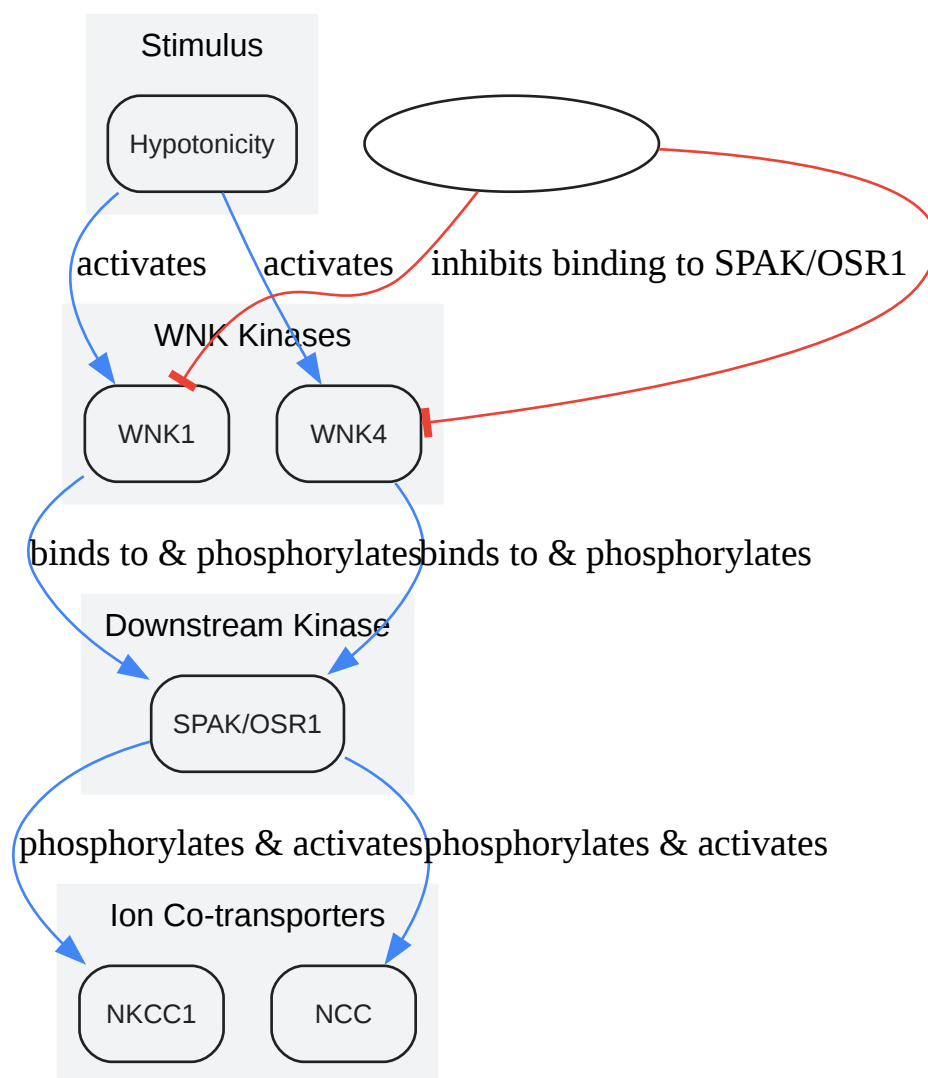 Stimulus
Hypotonicity
activates
activates
inhibits binding to SPAK/OSR1
WNK Kinases
WNK1
WNK4
binds to & phosphorylates
binds to & phosphorylates
Downstream Kinase
SPAK/OSR1
phosphorylates & activates
phosphorylates & activates
Ion Co-transporters
NKCC1
NCC